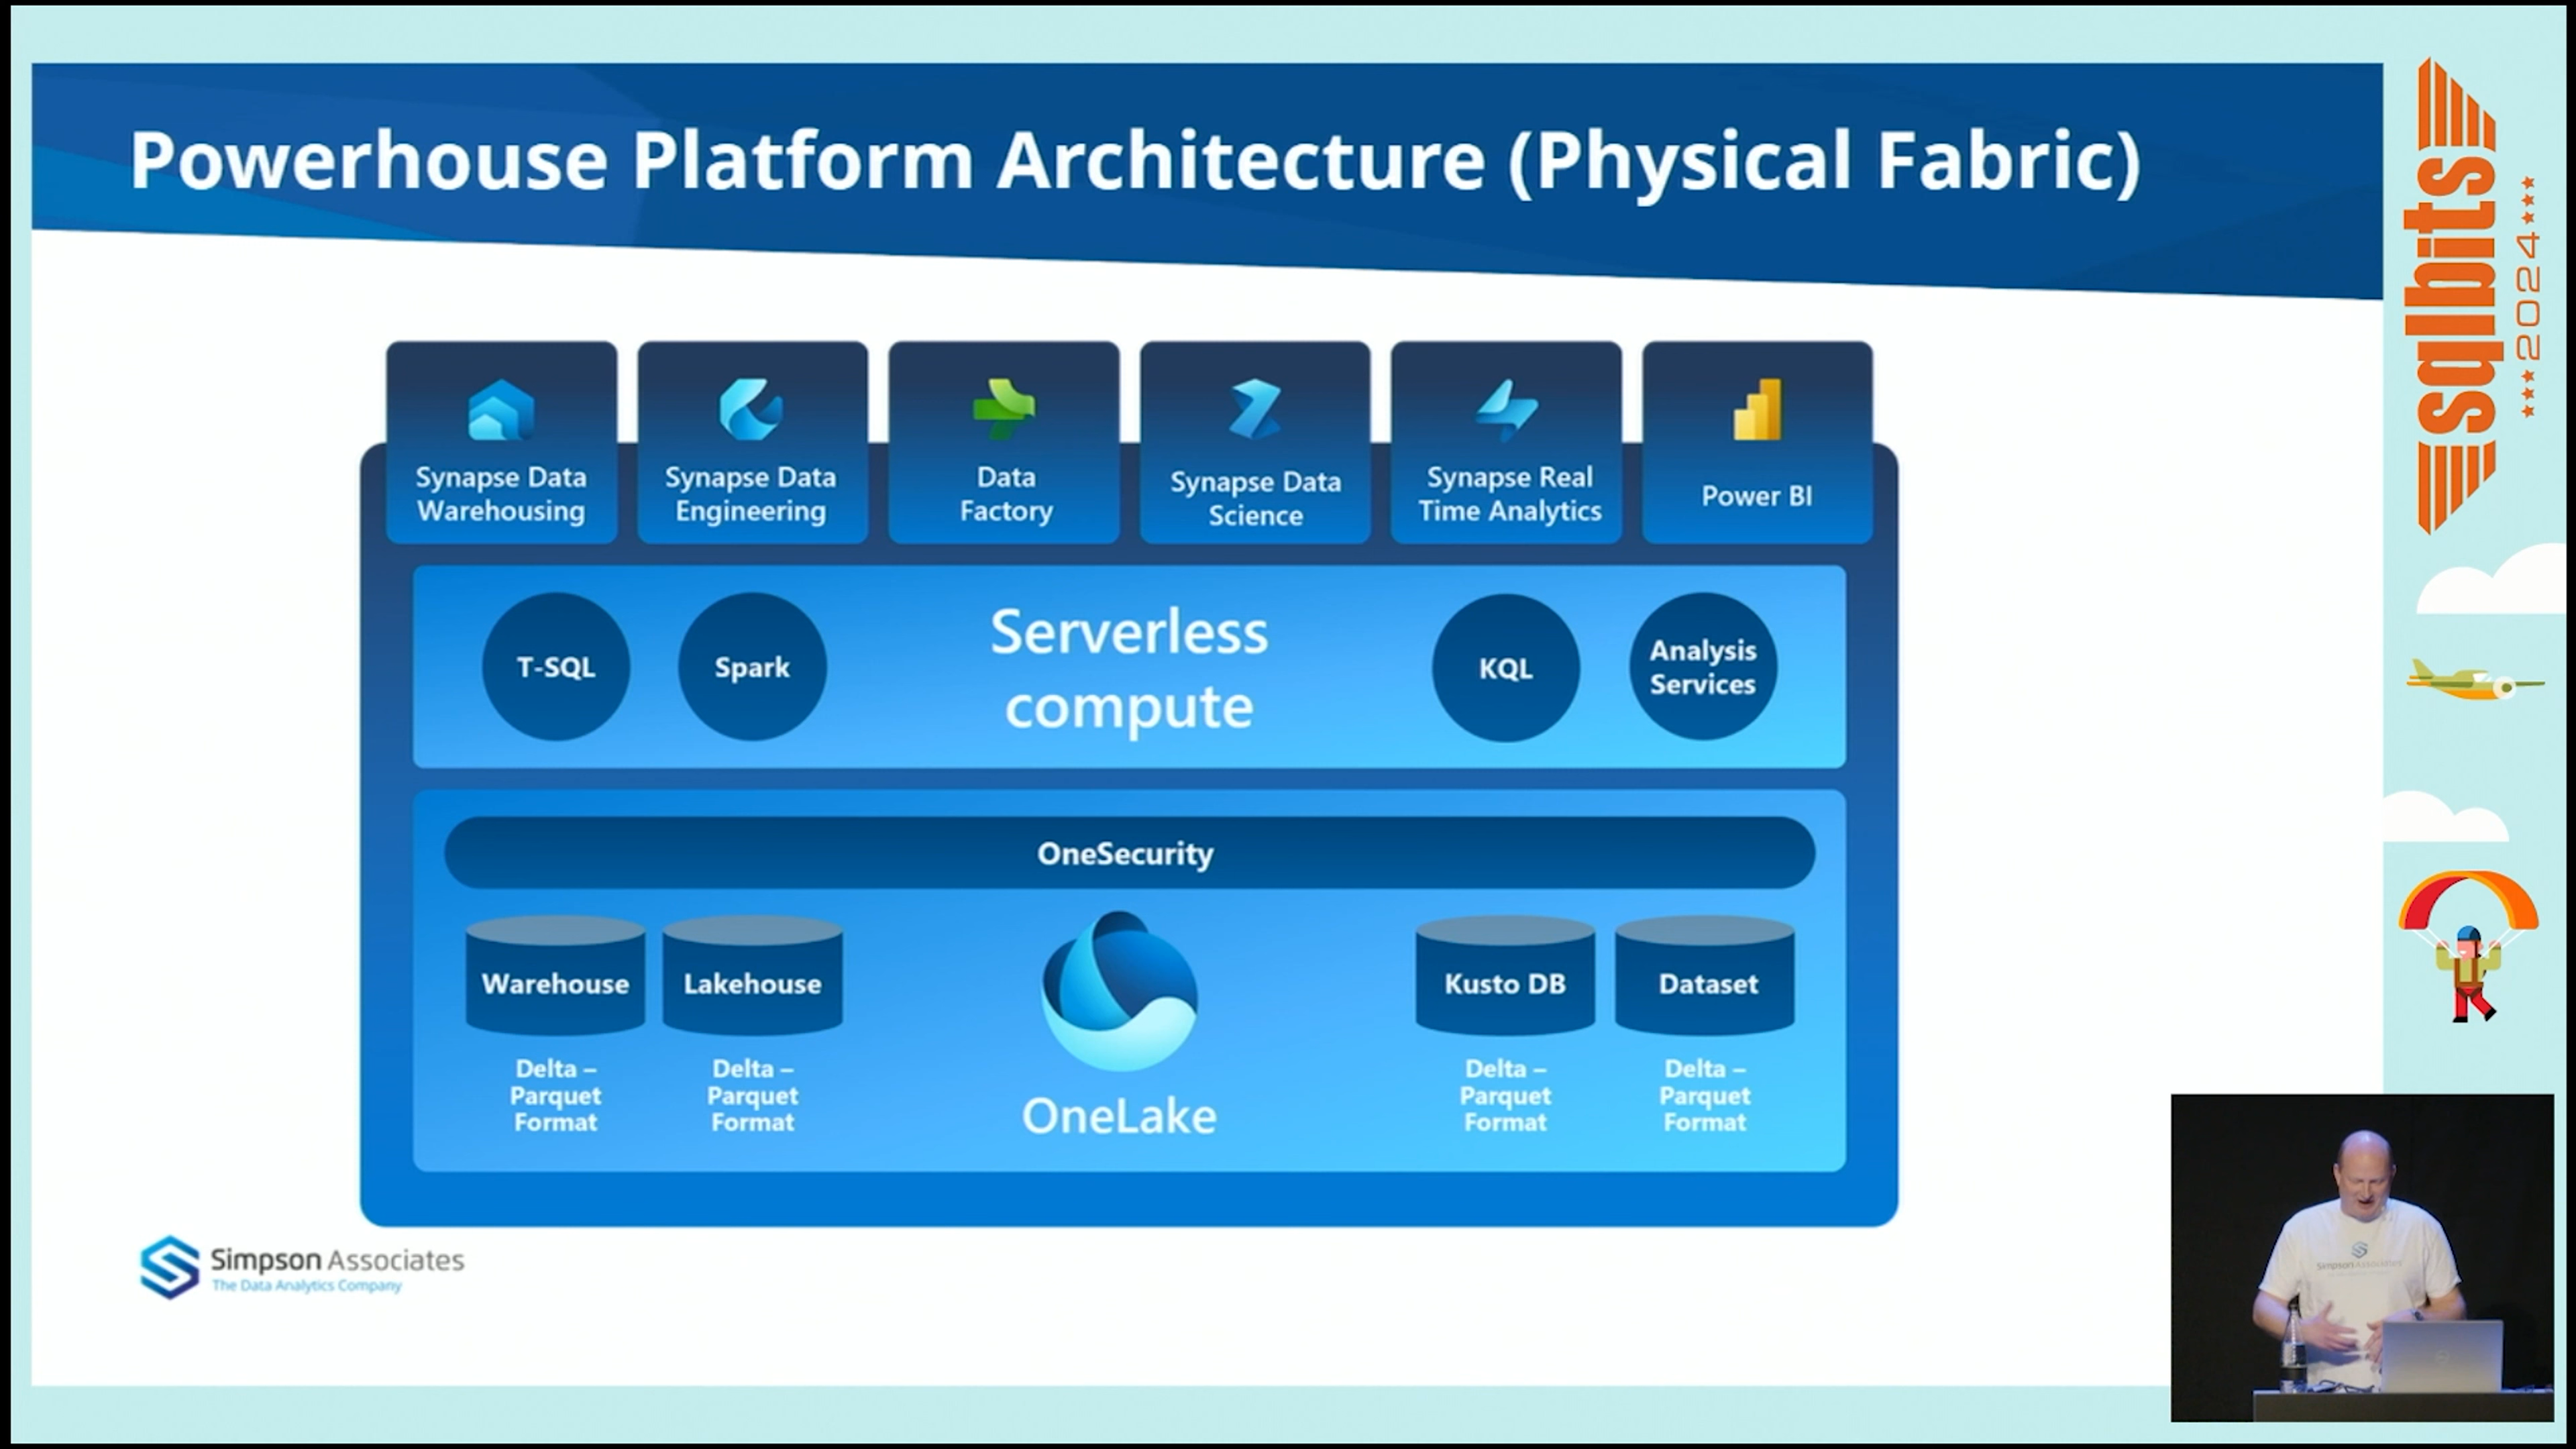 Powerhouse Platform Architecture (Physical Fabric)
Synapse Data
Warehousing
Synapse Data
Engineering
Data
Factory
Synapse Data
Science
Synapse Real
Time Analytics
Power BI
T-SQL
Spark
Serverless
compute
KQL
Analysis
Services
OneSecurity
Warehouse
Lakehouse
Kusto DB
Dataset
Delta –
Parquet
Format
Delta –
Parquet
Format
OneLake
Delta –
Parquet
Format
Delta –
Parquet
Format
Simpson Associates
The Data Analytics Company
sqlbits
2024
Simpson Associates